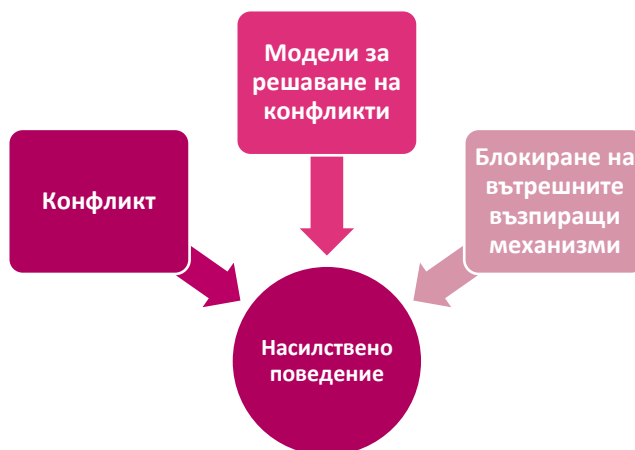 Модели за
решаване на
конфликти
Конфликт
Блокиране на
вътрешните
възпиращи
механизми
Насилствено
поведение